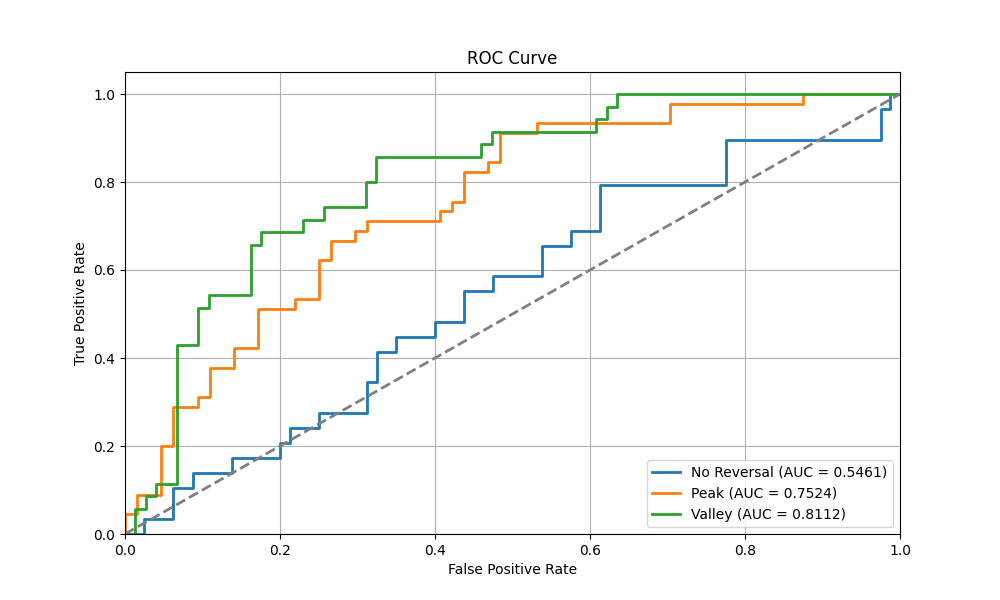 ROC Curve
True Positive Rate
1.0
0.8
0.6
0.4
0.2
0.0
0.0 0.2 0.4 0.6 0.8 1.0
False Positive Rate
No Reversal (AUC = 0.5461)
Peak (AUC = 0.7524)
Valley (AUC = 0.8112)